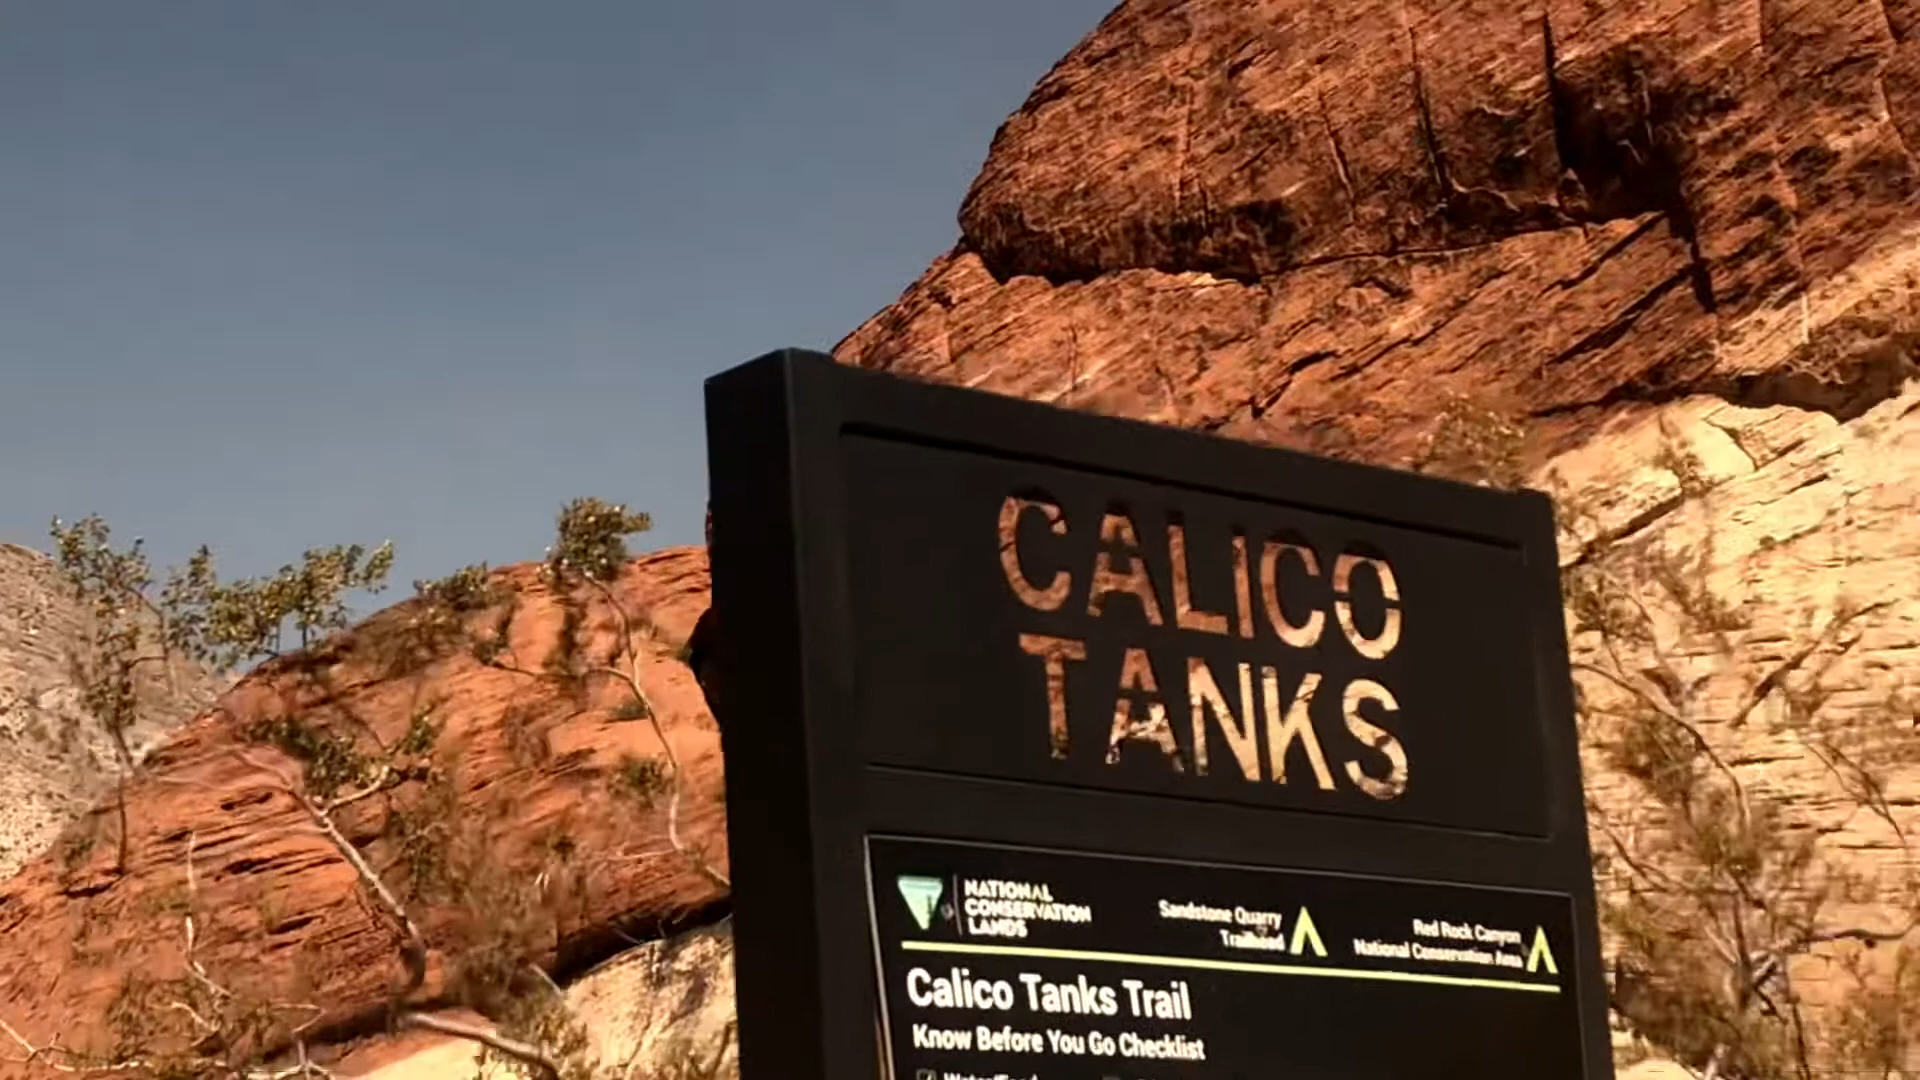 CALICO
TANKS
NATIONAL
CONSERVATION
LANDS
Sandstone Quarry
Trailhead
Red Rock Canyon
National Conservation Area
Calico Tanks Trail
Know Before You Go Checklist